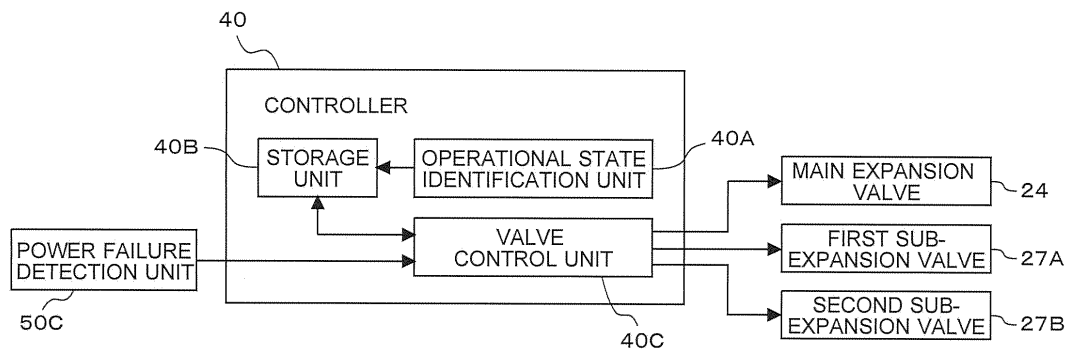 40
CONTROLLER
40B
STORAGE
UNIT
OPERATIONAL STATE
IDENTIFICATION UNIT
40A
MAIN EXPANSION
VALVE
24
POWER FAILURE
DETECTION UNIT
50C
VALVE
CONTROL UNIT
40C
FIRST SUB-
EXPANSION VALVE
27A
SECOND SUB-
EXPANSION VALVE
27B